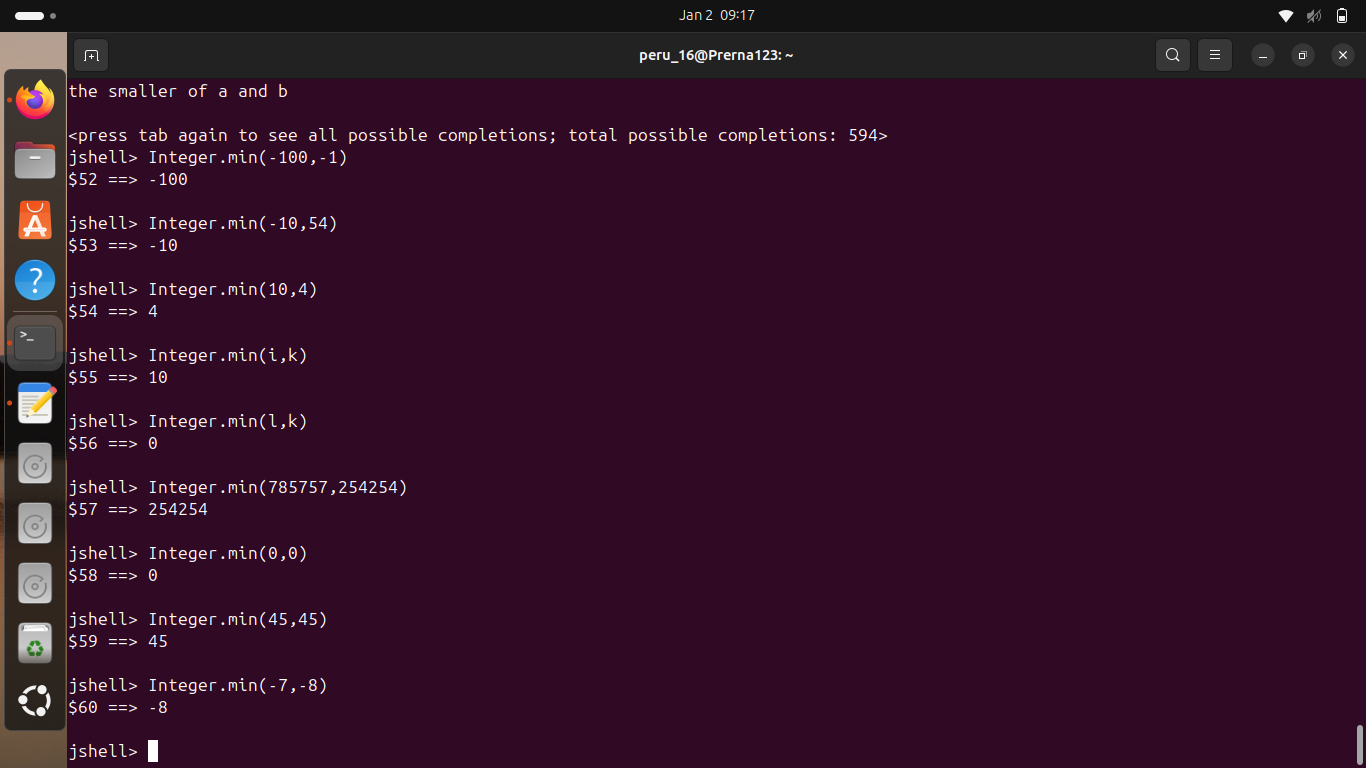 Jan 2 09:17
peru_16@Prerna123: ~
the smaller of a and b
<press tab again to see all possible completions; total possible completions: 594>
jshell> Integer.min(-100,-1)
$52 ==> -100
jshell> Integer.min(-10,54)
$53 ==> -10
jshell> Integer.min(10,4)
$54 ==> 4
jshell> Integer.min(i,k)
$55 ==> 10
jshell> Integer.min(l,k)
$56 ==> 0
jshell> Integer.min(785757,254254)
$57 ==> 254254
jshell> Integer.min(0,0)
$58 ==> 0
jshell> Integer.min(45,45)
$59 ==> 45
jshell> Integer.min(-7,-8)
$60 ==> -8
jshell>